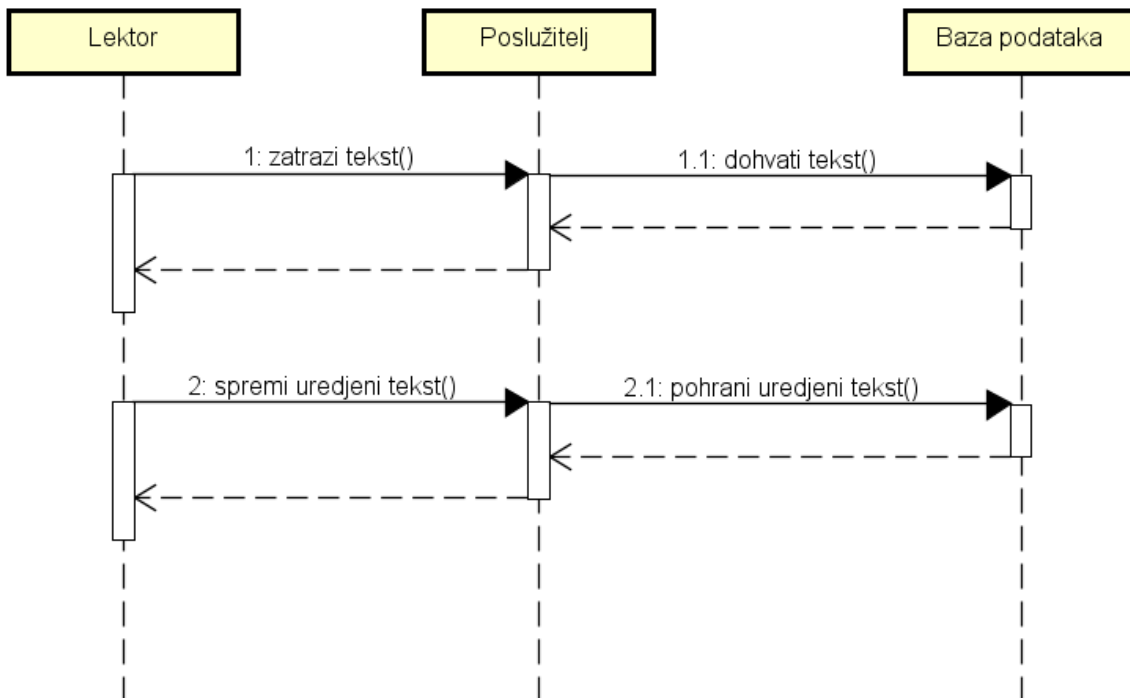 Lektor
Poslužitelj
Baza podataka
1: zatrazi tekst()
1.1: dohvati tekst()
2: spremi uredjeni tekst()
2.1: pohrani uredjeni tekst()